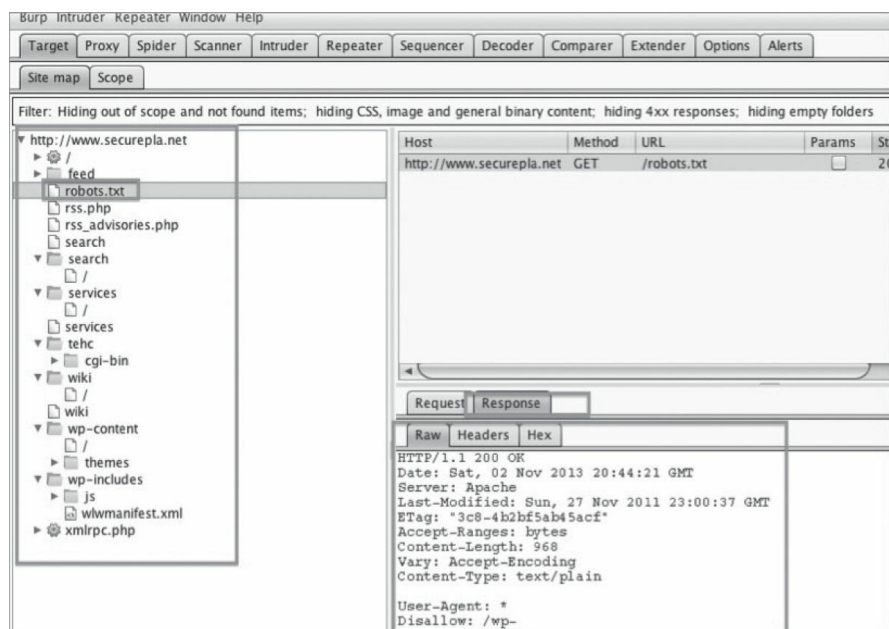 Burp Intruder Repeater Window Help
Target Proxy Spider Scanner Intruder Repeater Sequencer Decoder Comparer Extender Options Alerts
Site map Scope
Filter: Hiding out of scope and not found items; hiding CSS, image and general binary content; hiding 4xx responses; hiding empty folders
http://www.securepla.net
/
feed
robots.txt
rss.php
rss_advisories.php
search
search
/
services
/
services
tehc
cgi-bin
wiki
/
wiki
wp-content
/
themes
wp-includes
js
wlwmanifest.xml
xmlrpc.php
Host Method URL Params St
http://www.securepla.net GET /robots.txt 20
Request Response
Raw Headers Hex
HTTP/1.1 200 OK
Date: Sat, 02 Nov 2013 20:44:21 GMT
Server: Apache
Last-Modified: Sun, 27 Nov 2011 23:00:37 GMT
ETag: "3c8-4b2bf5ab45acf"
Accept-Ranges: bytes
Content-Length: 968
Vary: Accept-Encoding
Content-Type: text/plain
User-Agent: *
Disallow: /wp-